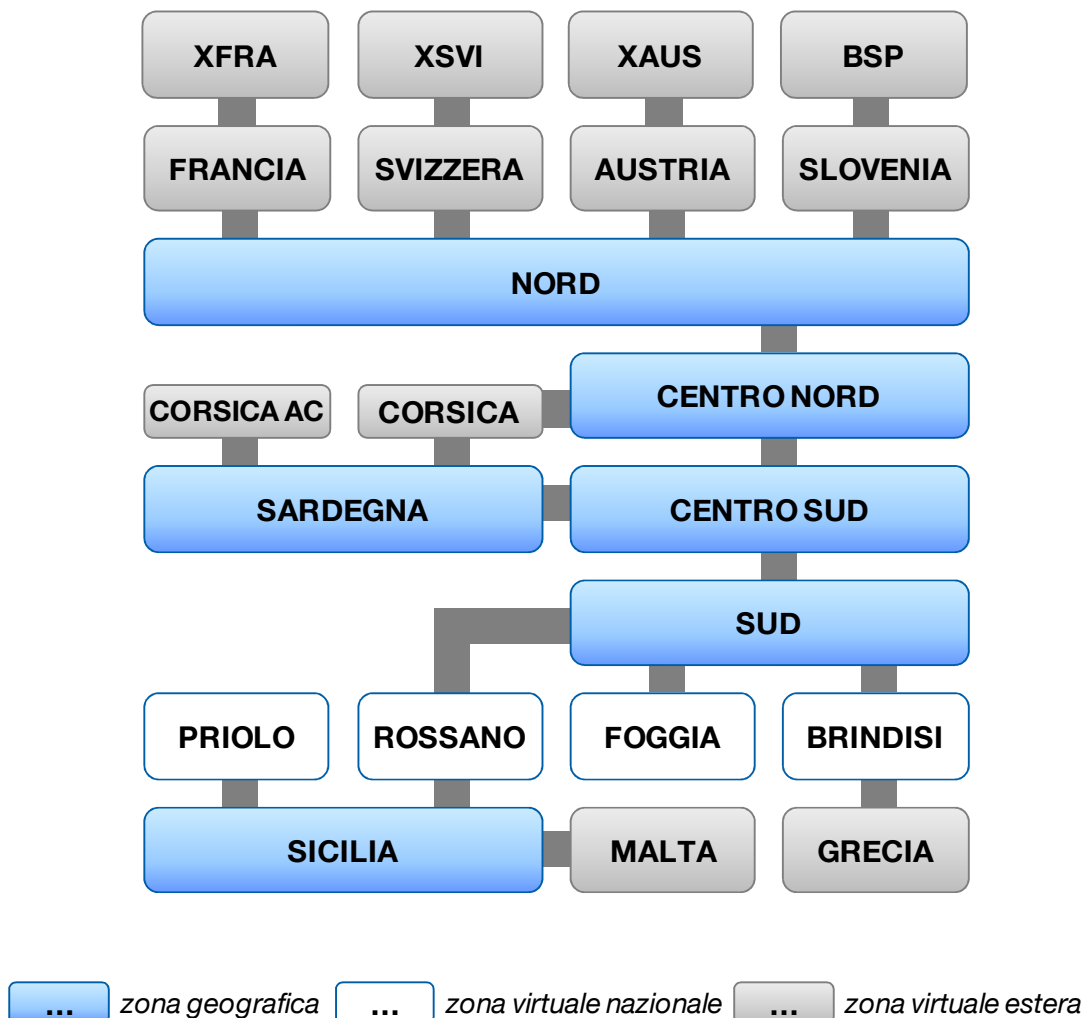 XFRA XSVI XAUS BSP
FRANCIA SVIZZERA AUSTRIA SLOVENIA
NORD
CENTRO NORD
CORSICA AC CORSICA
SARDEGNA CENTRO SUD
SUD
PRIOLO ROSSANO FOGGIA BRINDISI
SICILIA MALTA GRECIA
... zona geografica ... zona virtuale nazionale ... zona virtuale estera